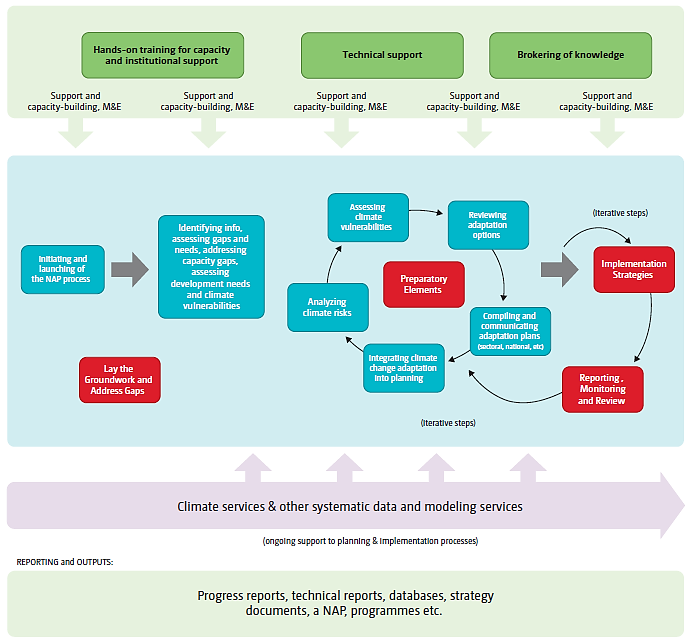 Hands-on training for capacity
and institutional support
Technical support
Brokering of knowledge
Support and
capacity-building, M&E
Support and
capacity-building, M&E
Support and
capacity-building, M&E
Support and
capacity-building, M&E
Support and
capacity-building, M&E
Initiating and
launching of
the NAP process
Identifying info,
assessing gaps and
needs, addressing
capacity gaps,
assessing
development needs
and climate
vulnerabilities
Lay the
Groundwork and
Address Gaps
Assessing
climate
vulnerabilities
Reviewing
adaptation
options
Preparatory
Elements
Analyzing
climate risks
Compiling and
communicating
adaptation plans
(sectoral, national, etc)
Integrating climate
change adaptation
into planning
(Iterative steps)
Implementation
Strategies
Reporting,
Monitoring
and Review
(Iterative steps)
Climate services & other systematic data and modeling services
(ongoing support to planning & implementation processes)
REPORTING and OUTPUTS:
Progress reports, technical reports, databases, strategy
documents, a NAP, programmes etc.